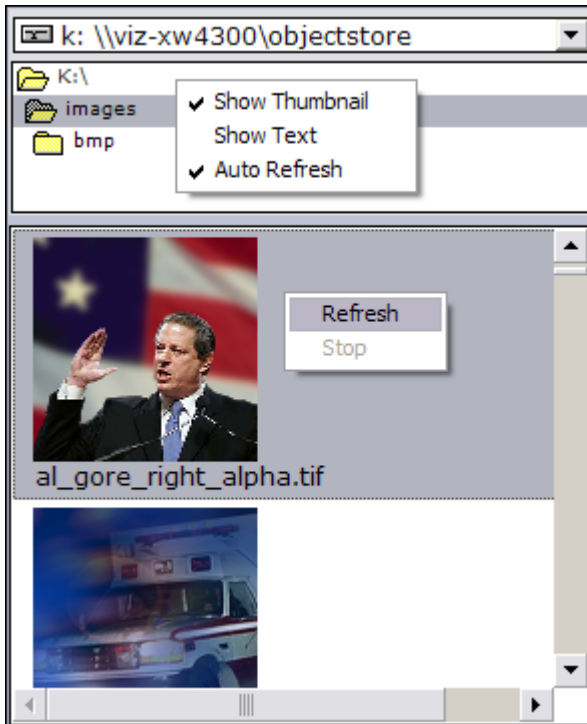 k: \\viz-xw4300\objectstore
K:\
images
bmp
Show Thumbnail
Show Text
Auto Refresh
Refresh
Stop
al_gore_right_alpha.tif